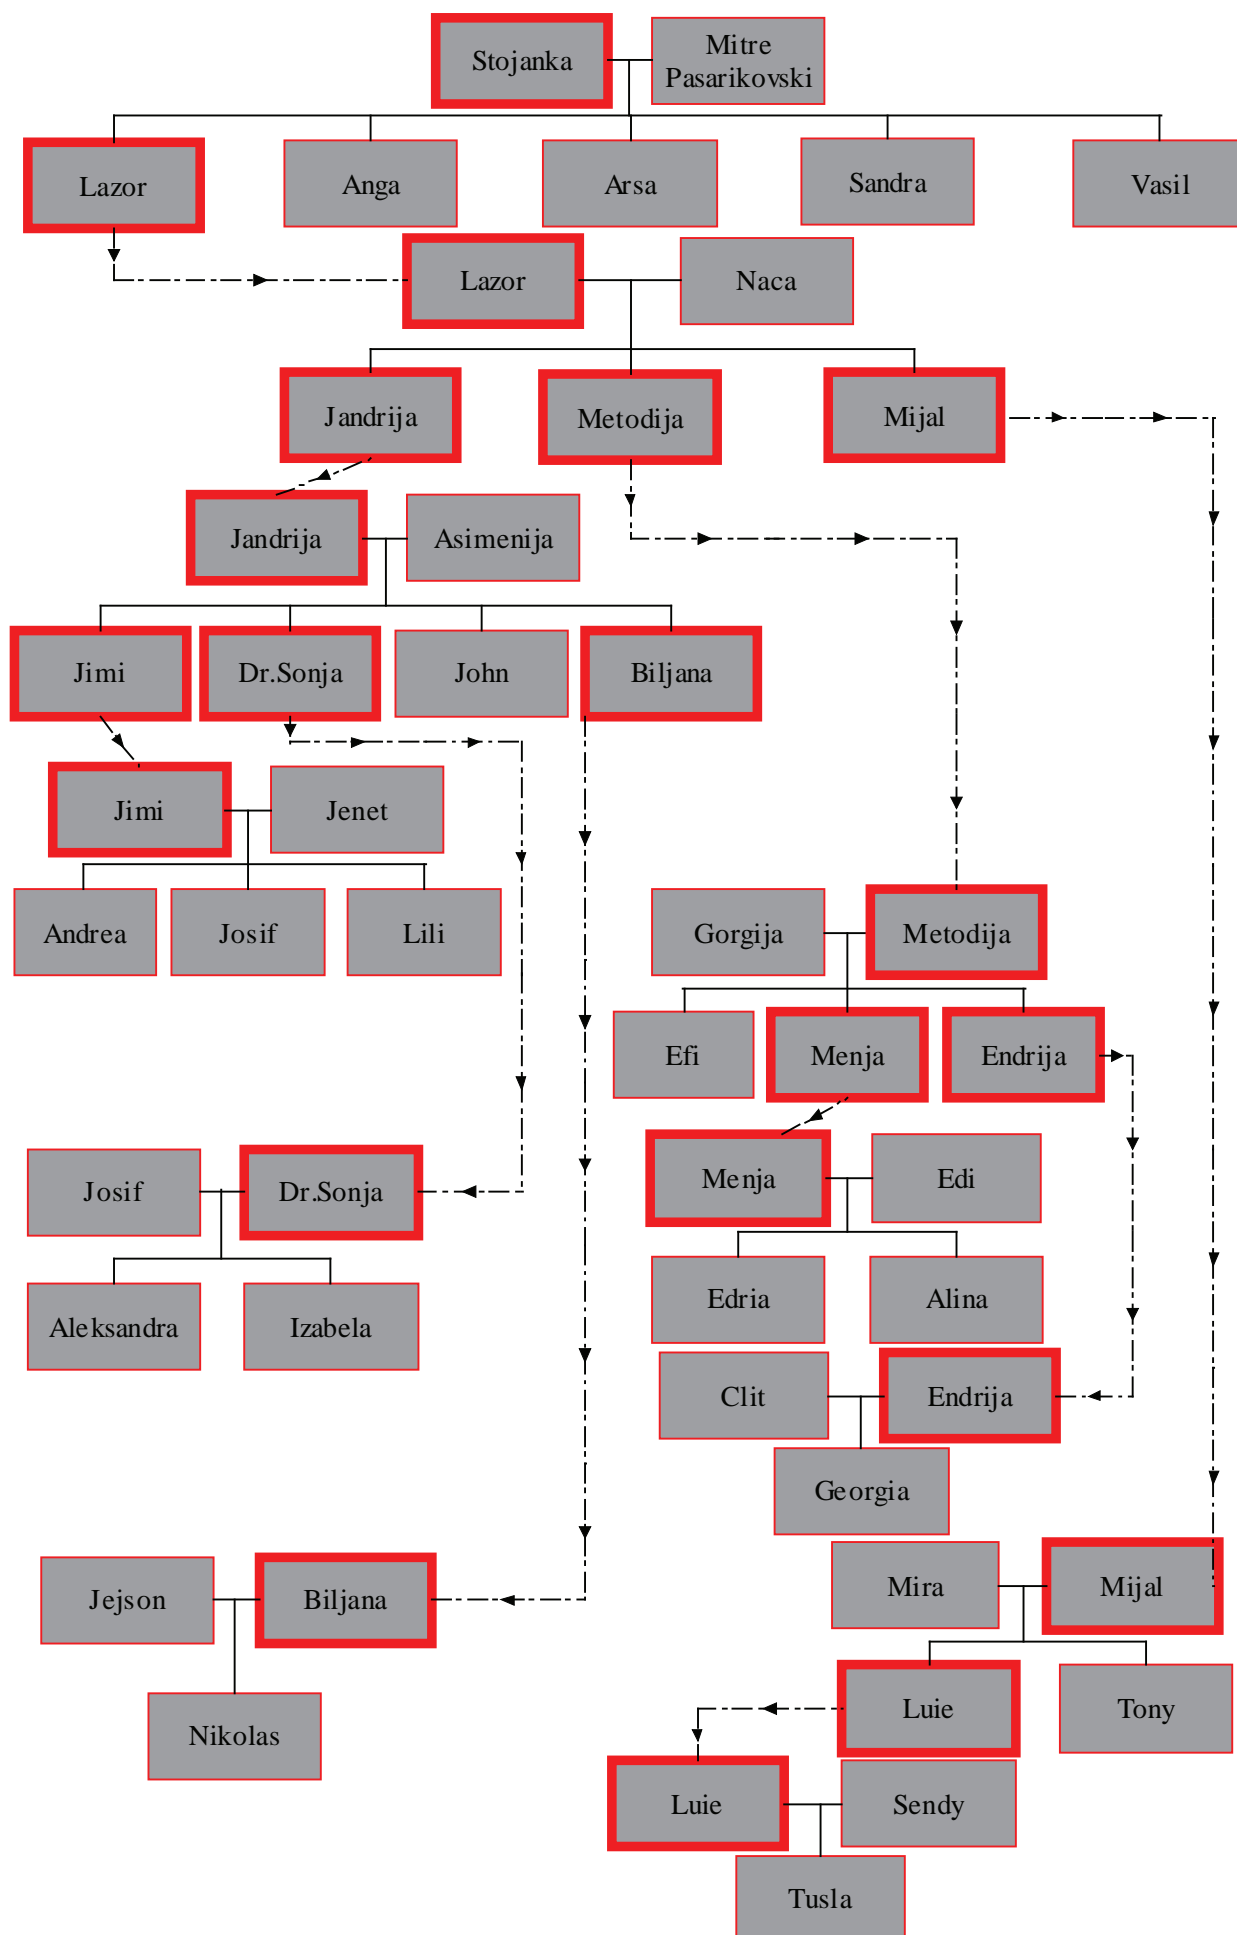 Stojanka
Mitre
Pasarikovski
Lazor
Anga
Arsa
Sandra
Vasil
Lazor
Naca
Jandrija
Metodija
Mijal
Jandrija
Asimenija
Jimi
Dr.Sonja
John
Biljana
Jimi
Jenet
Andrea
Josif
Lili
Gorgija
Metodija
Efi
Menja
Endrija
Josif
Dr.Sonja
Menja
Edi
Aleksandra
Izabela
Edria
Alina
Clit
Endrija
Georgia
Jejson
Biljana
Mira
Mijal
Nikolas
Luie
Tony
Luie
Sendy
Tusla